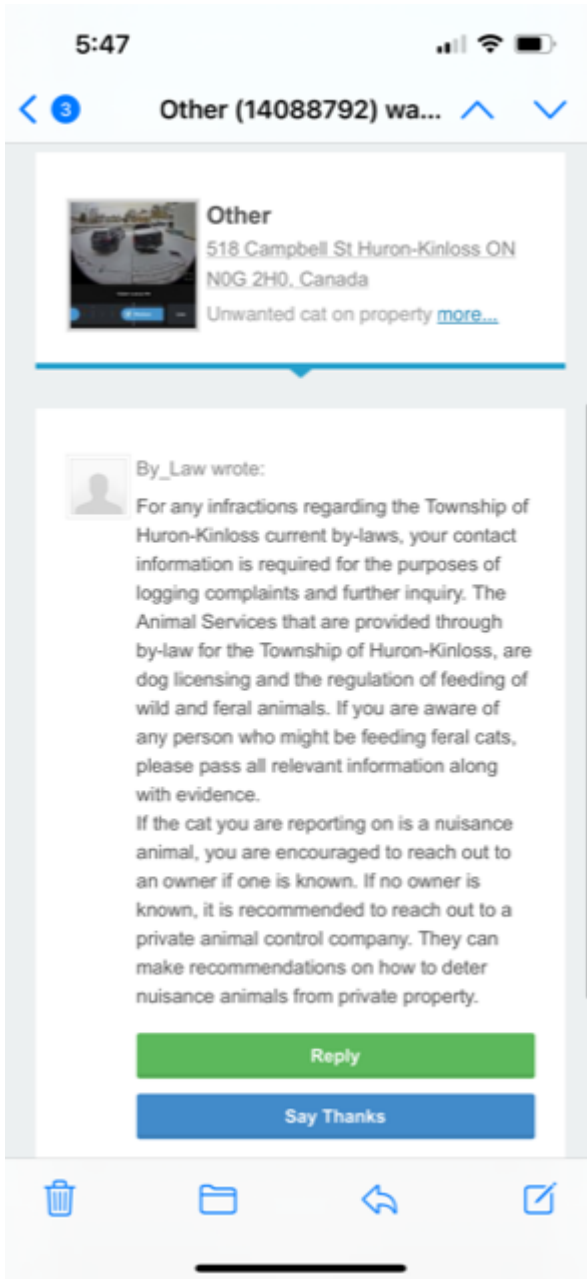 5:47
3
Other (14088792) wa...
Other
518 Campbell St Huron-Kinloss ON
N0G 2H0, Canada
Unwanted cat on property more...
By_Law wrote:
For any infractions regarding the Township of
Huron-Kinloss current by-laws, your contact
information is required for the purposes of
logging complaints and further inquiry. The
Animal Services that are provided through
by-law for the Township of Huron-Kinloss, are
dog licensing and the regulation of feeding of
wild and feral animals. If you are aware of
any person who might be feeding feral cats,
please pass all relevant information along
with evidence.
If the cat you are reporting on is a nuisance
animal, you are encouraged to reach out to
an owner if one is known. If no owner is
known, it is recommended to reach out to a
private animal control company. They can
make recommendations on how to deter
nuisance animals from private property.
Reply
Say Thanks